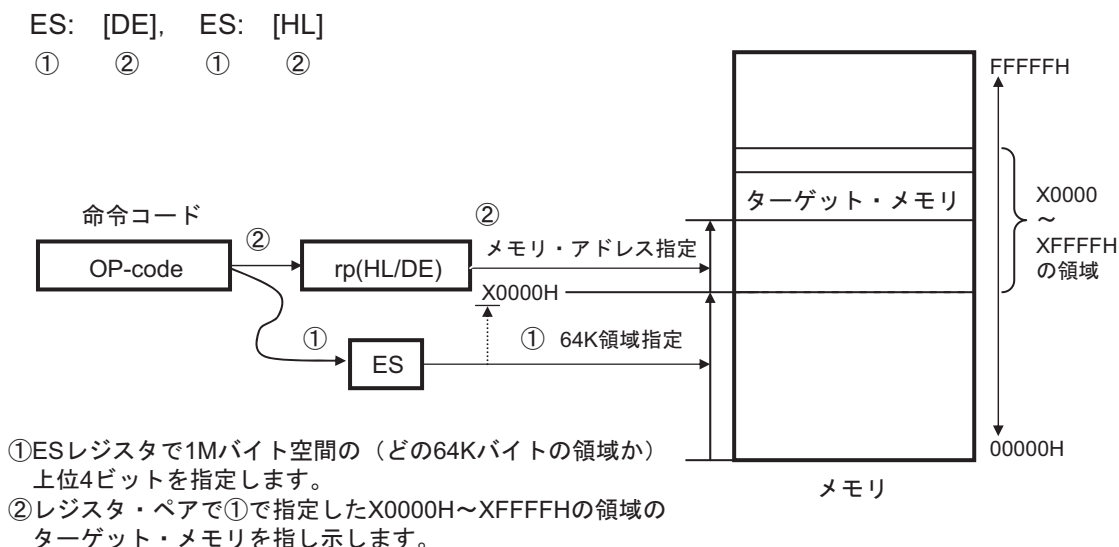 ES: [DE], ES: [HL]
① ② ① ②
FFFFFH
X0000
～
XFFFFH
の領域
ターゲット・メモリ
命令コード
②
②
OP-code
rp(HL/DE)
メモリ・アドレス指定
X0000H
①
① 64K領域指定
ES
00000H
メモリ
①ESレジスタで1Mバイト空間の（どの64Kバイトの領域か）
上位4ビットを指定します。
②レジスタ・ペアで①で指定したX0000H～XFFFFHの領域の
ターゲット・メモリを指し示します。